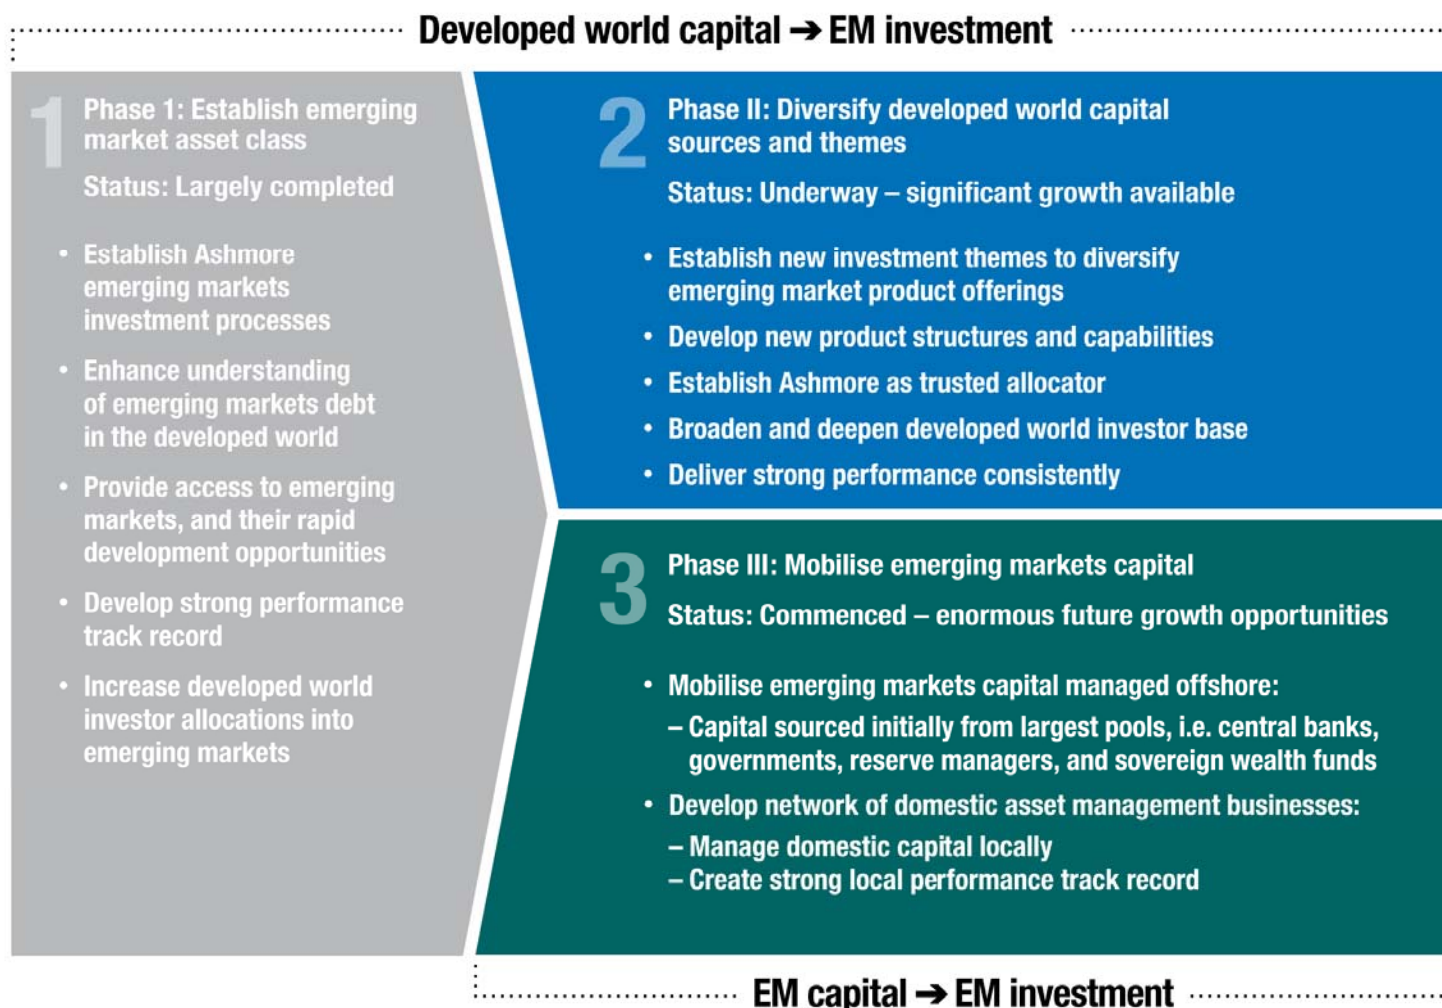 Developed world capital ➔ EM investment
1
Phase 1: Establish emerging
market asset class
Status: Largely completed
• Establish Ashmore
emerging markets
investment processes
• Enhance understanding
of emerging markets debt
in the developed world
• Provide access to emerging
markets, and their rapid
development opportunities
• Develop strong performance
track record
• Increase developed world
investor allocations into
emerging markets
2
Phase II: Diversify developed world capital
sources and themes
Status: Underway – significant growth available
• Establish new investment themes to diversify
emerging market product offerings
• Develop new product structures and capabilities
• Establish Ashmore as trusted allocator
• Broaden and deepen developed world investor base
• Deliver strong performance consistently
3
Phase III: Mobilise emerging markets capital
Status: Commenced – enormous future growth opportunities
• Mobilise emerging markets capital managed offshore:
– Capital sourced initially from largest pools, i.e. central banks,
governments, reserve managers, and sovereign wealth funds
• Develop network of domestic asset management businesses:
– Manage domestic capital locally
– Create strong local performance track record
EM capital ➔ EM investment